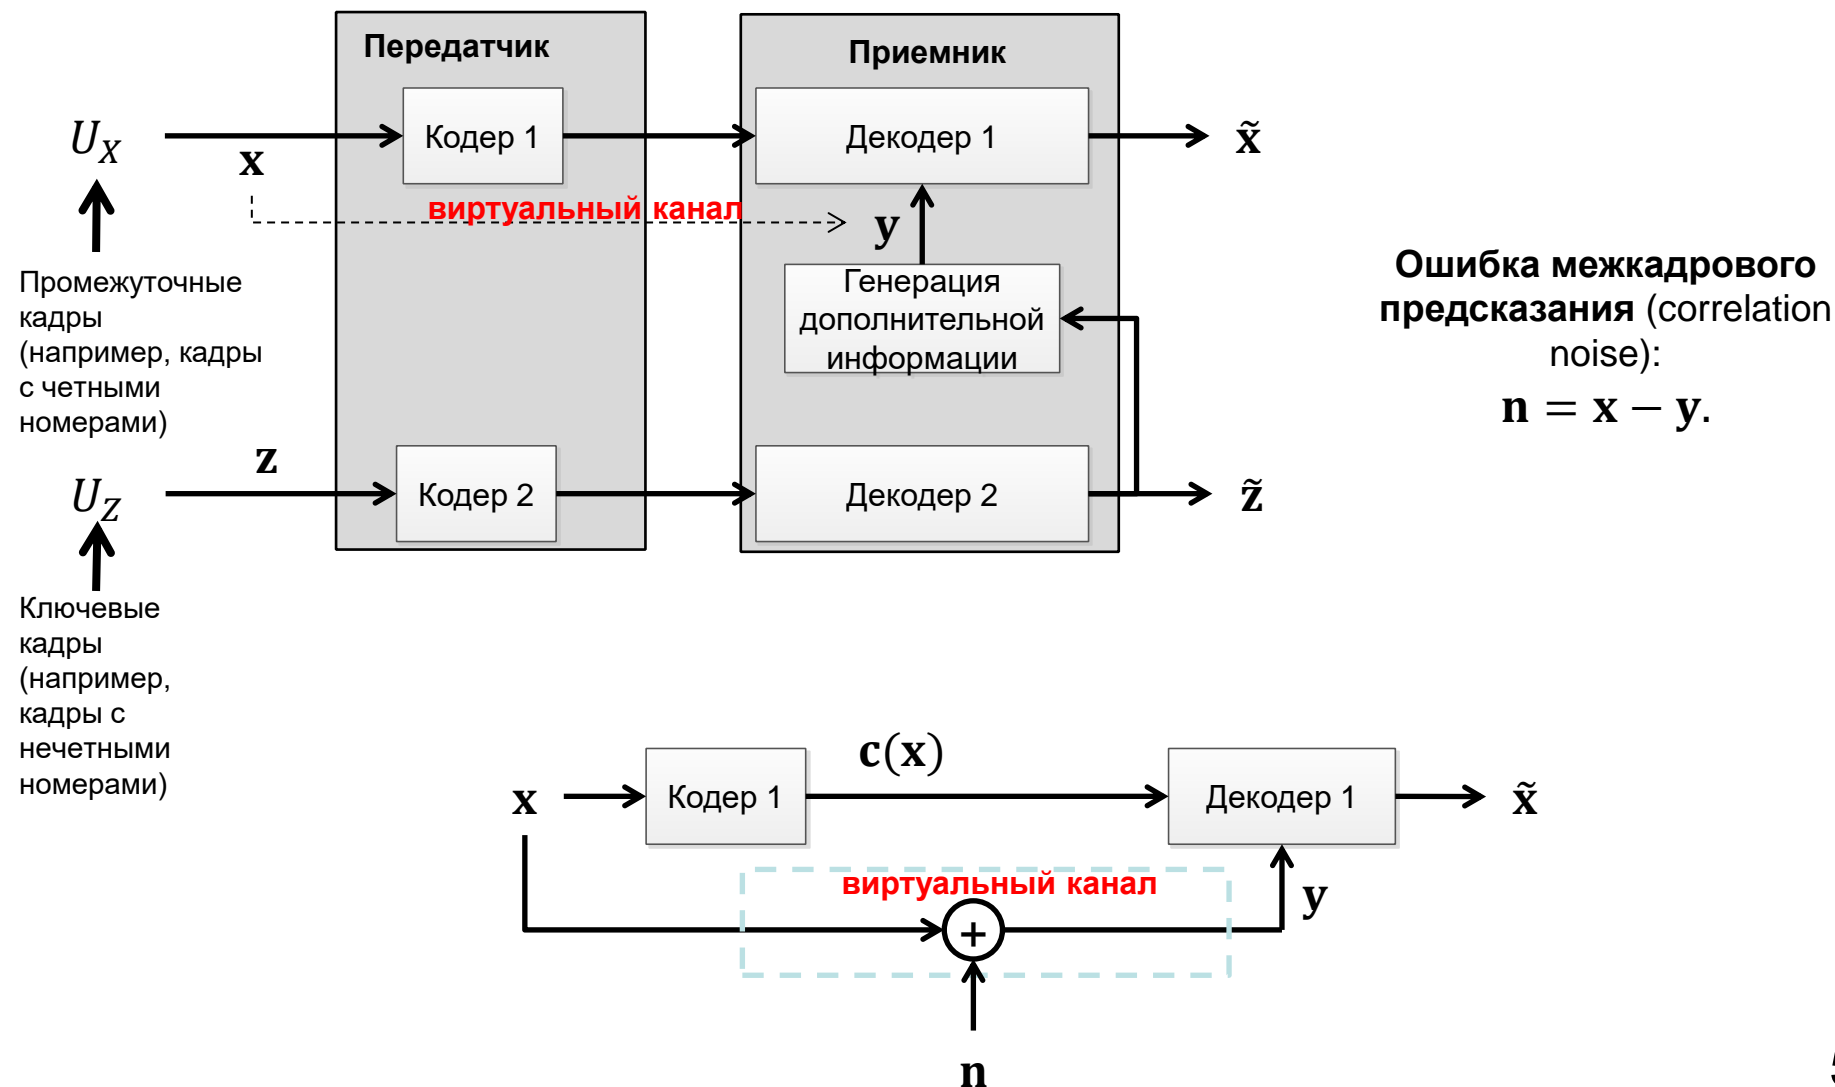 Передатчик
Приемник
U_X
x
Кодер 1
Декодер 1
x̃
виртуальный канал
y
Промежуточные
кадры
(например, кадры
с четными
номерами)
Генерация
дополнительной
информации
Ошибка межкадрового
предсказания (correlation
noise):
n = x − y.
z
U_Z
Кодер 2
Декодер 2
z̃
Ключевые
кадры
(например,
кадры с
нечетными
номерами)
c(x)
x
Кодер 1
Декодер 1
x̃
виртуальный канал
y
+
n